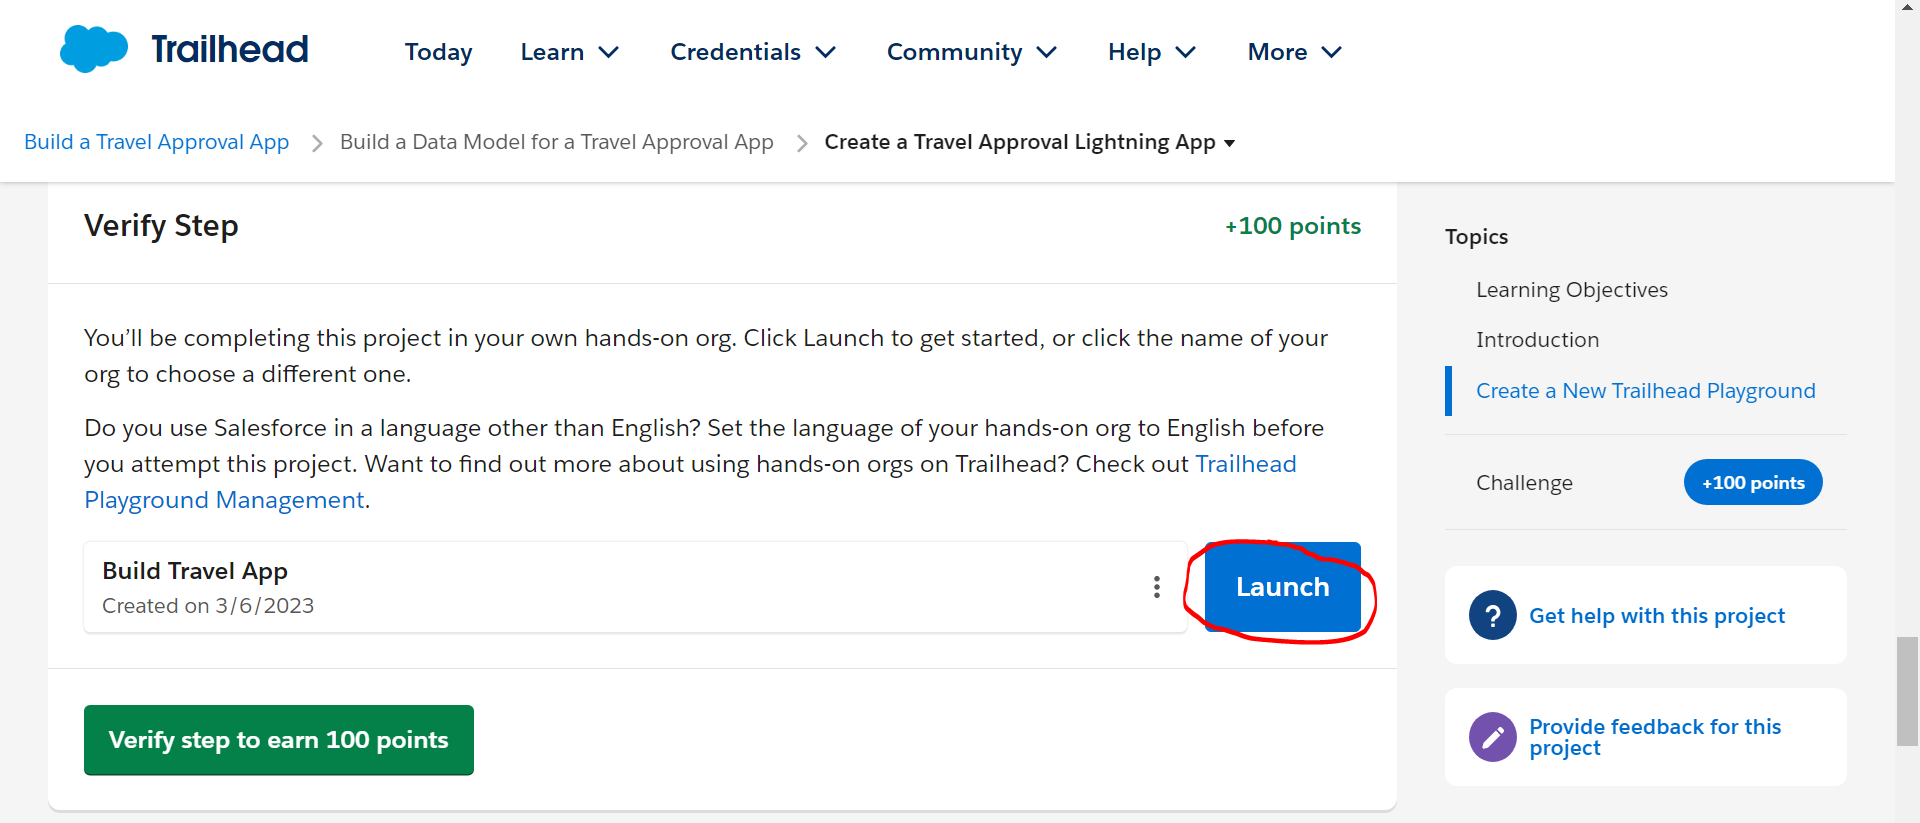 Trailhead
Today Learn Credentials Community Help More
Build a Travel Approval App > Build a Data Model for a Travel Approval App > Create a Travel Approval Lightning App
Verify Step
+100 points
You’ll be completing this project in your own hands-on org. Click Launch to get started, or click the name of your
org to choose a different one.
Do you use Salesforce in a language other than English? Set the language of your hands-on org to English before
you attempt this project. Want to find out more about using hands-on orgs on Trailhead? Check out Trailhead
Playground Management.
Build Travel App
Created on 3/6/2023
Launch
Verify step to earn 100 points
Topics
Learning Objectives
Introduction
Create a New Trailhead Playground
Challenge
+100 points
? Get help with this project
Provide feedback for this
project